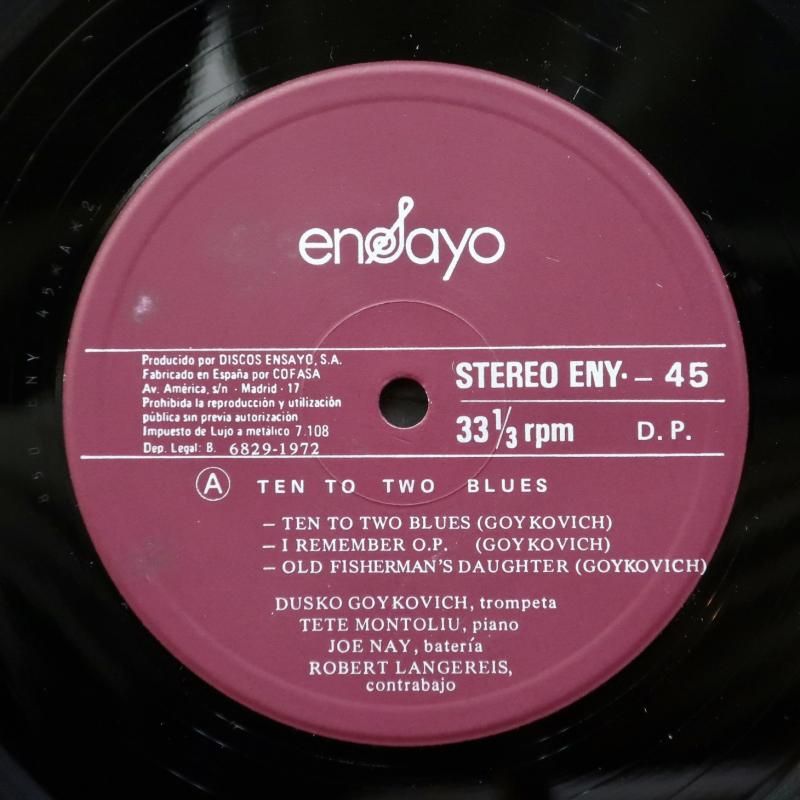 ensayo
Producido por DISCOS ENSAYO, S.A.
Fabricado en España por COFASA
Av. América, s/n - Madrid - 17
Prohibida la reproducción y utilización
pública sin previa autorización
Impuesto de Lujo a metálico 7.108
Dep. Legal: B. 6829-1972
STEREO ENY· – 45
33 1/3 rpm D. P.
A TEN TO TWO BLUES
– TEN TO TWO BLUES (GOYKOVICH)
– I REMEMBER O.P. (GOYKOVICH)
– OLD FISHERMAN'S DAUGHTER (GOYKOVICH)
DUSKO GOYKOVICH, trompeta
TETE MONTOLIU, piano
JOE NAY, batería
ROBERT LANGEREIS,
contrabajo